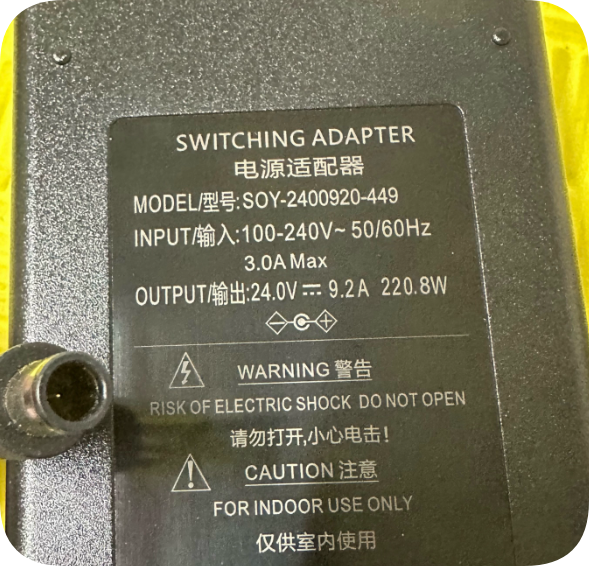 SWITCHING ADAPTER
电源适配器
MODEL/型号:SOY-2400920-449
INPUT/输入:100-240V~ 50/60Hz
3.0A Max
OUTPUT/输出:24.0V⎓ 9.2A 220.8W
WARNING 警告
RISK OF ELECTRIC SHOCK DO NOT OPEN
请勿打开,小心电击!
CAUTION 注意
FOR INDOOR USE ONLY
仅供室内使用